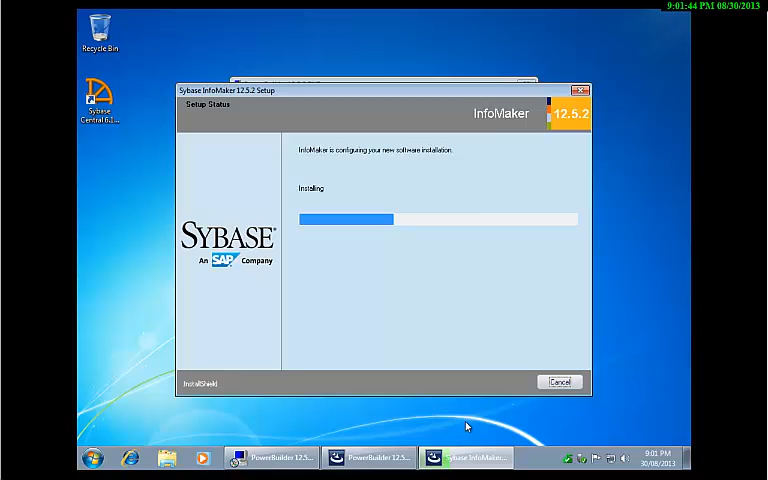 9:01:44 PM 08/30/2013
Recycle Bin
Sybase
Central 6.1...
Sybase InfoMaker 12.5.2 Setup
Setup Status
InfoMaker
12.5.2
InfoMaker is configuring your new software installation.
Installing
SYBASE®
An SAP Company
InstallShield
Cancel
PowerBuilder 12.5...
PowerBuilder 12.5...
Sybase InfoMaker...
9:01 PM
30/08/2013